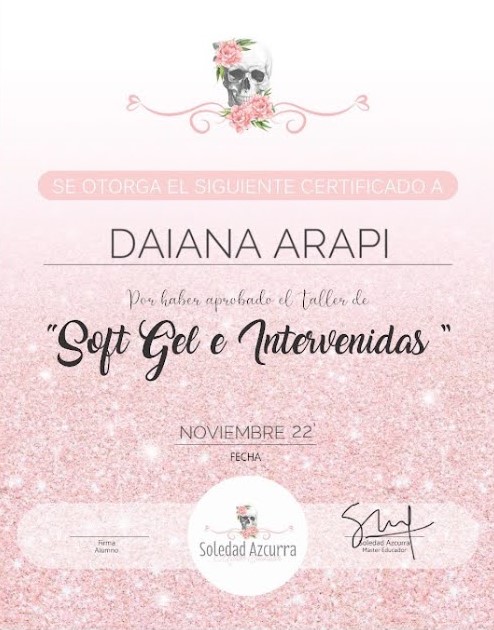 SE OTORGA EL SIGUIENTE CERTIFICADO A
DAIANA ARAPI
Por haber aprobado el taller de
"Soft Gel e Intervenidas "
NOVIEMBRE 22'
FECHA
Firma
Alumno
Soledad Azcurra
Soledad Azcurra
Master Educador